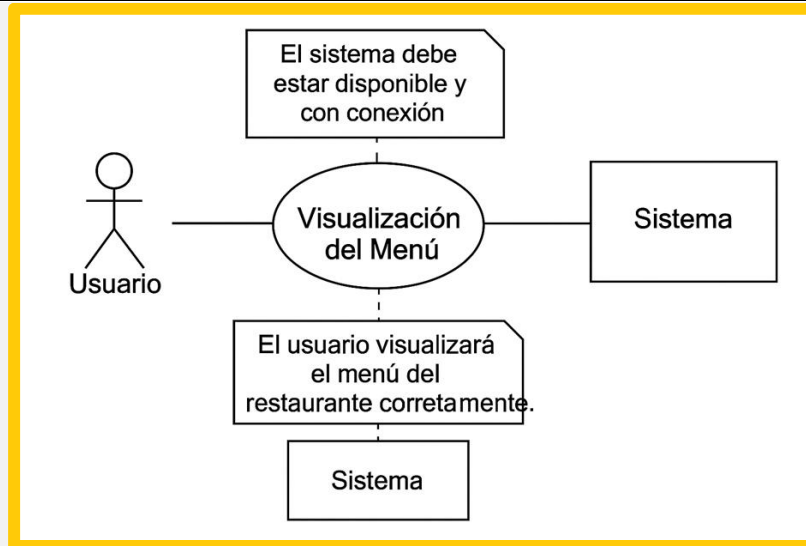 El sistema debe
estar disponible y
con conexión
Visualización
del Menú
Sistema
Usuario
El usuario visualizará
el menú del
restaurante corretamente.
Sistema